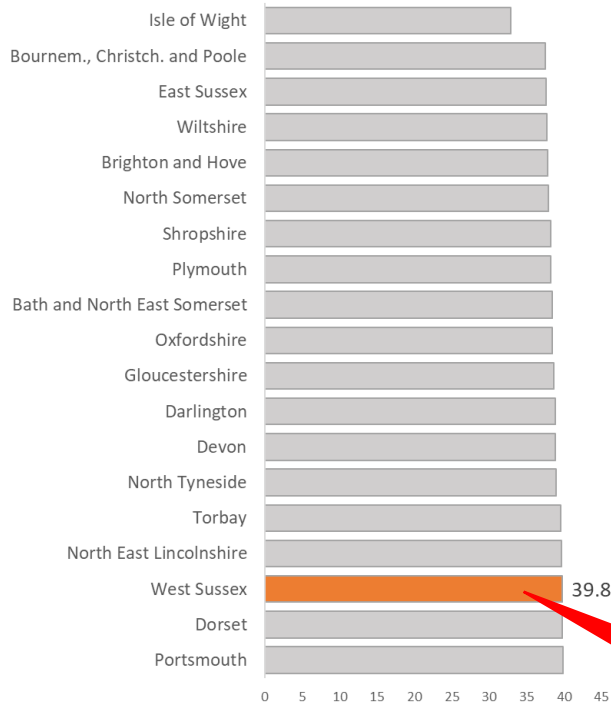 Isle of Wight
Bournem., Christch. and Poole
East Sussex
Wiltshire
Brighton and Hove
North Somerset
Shropshire
Plymouth
Bath and North East Somerset
Oxfordshire
Gloucestershire
Darlington
Devon
North Tyneside
Torbay
North East Lincolnshire
West Sussex 39.8
Dorset
Portsmouth
0 5 10 15 20 25 30 35 40 45